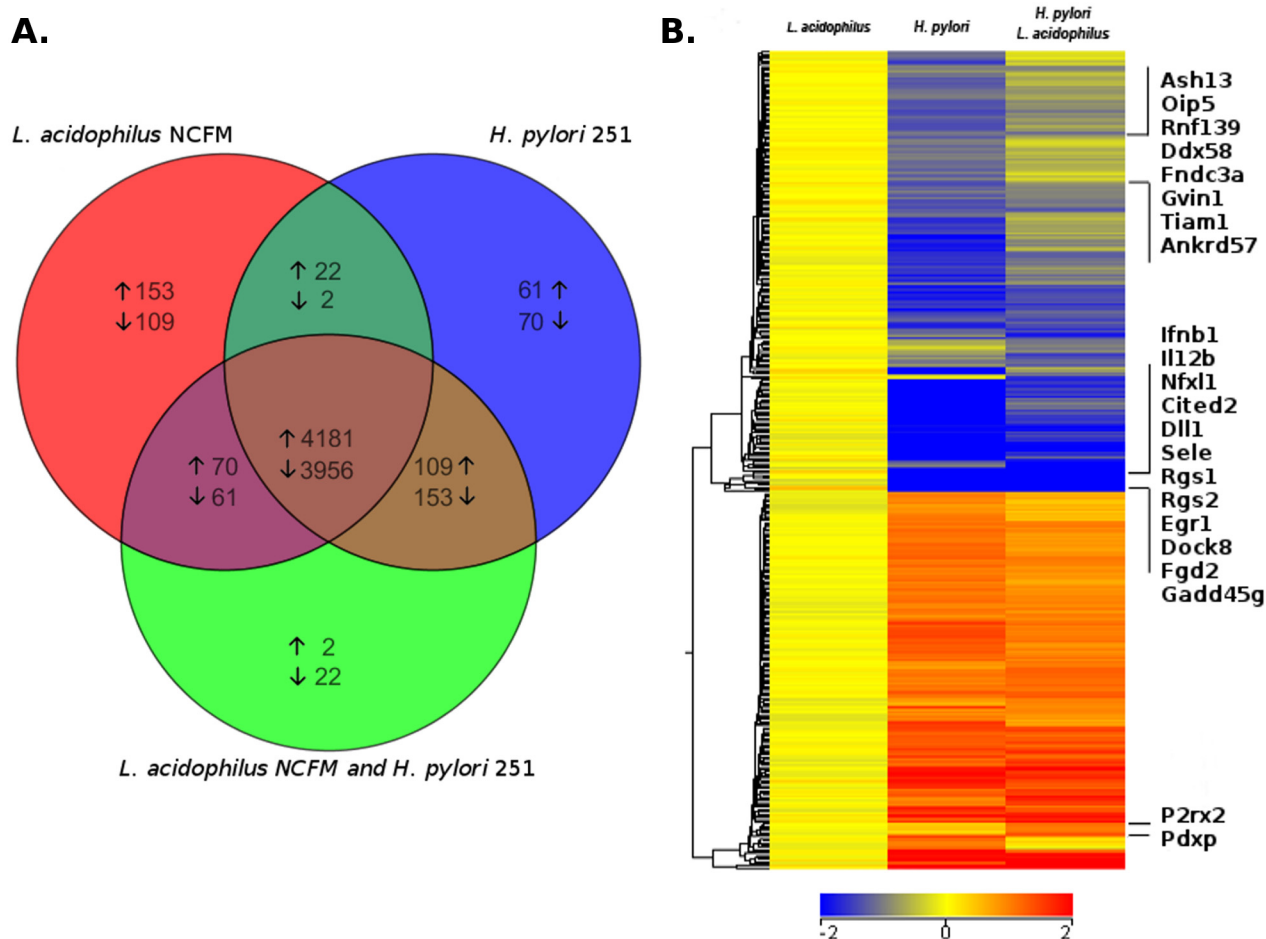 A.
L. acidophilus NCFM
H. pylori 251
↑ 153
↓ 109
↑ 22
↓ 2
61 ↑
70 ↓
↑ 4181
↓ 3956
↑ 70
↓ 61
109 ↑
153 ↓
↑ 2
↓ 22
L. acidophilus NCFM and H. pylori 251
B.
L. acidophilus
H. pylori
H. pylori
L. acidophilus
Ash13
Oip5
Rnf139
Ddx58
Fndc3a
Gvin1
Tiam1
Ankrd57
Ifnb1
Il12b
Nfxl1
Cited2
Dll1
Sele
Rgs1
Rgs2
Egr1
Dock8
Fgd2
Gadd45g
P2rx2
Pdxp
-2 0 2